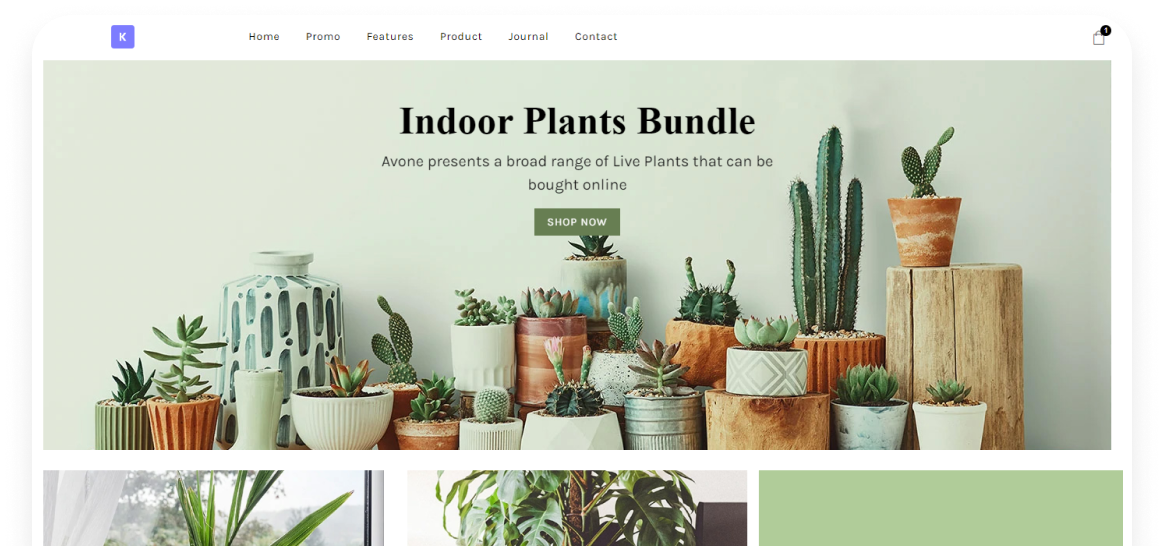 K
Home Promo Features Product Journal Contact
1
Indoor Plants Bundle
Avone presents a broad range of Live Plants that can be
bought online
SHOP NOW